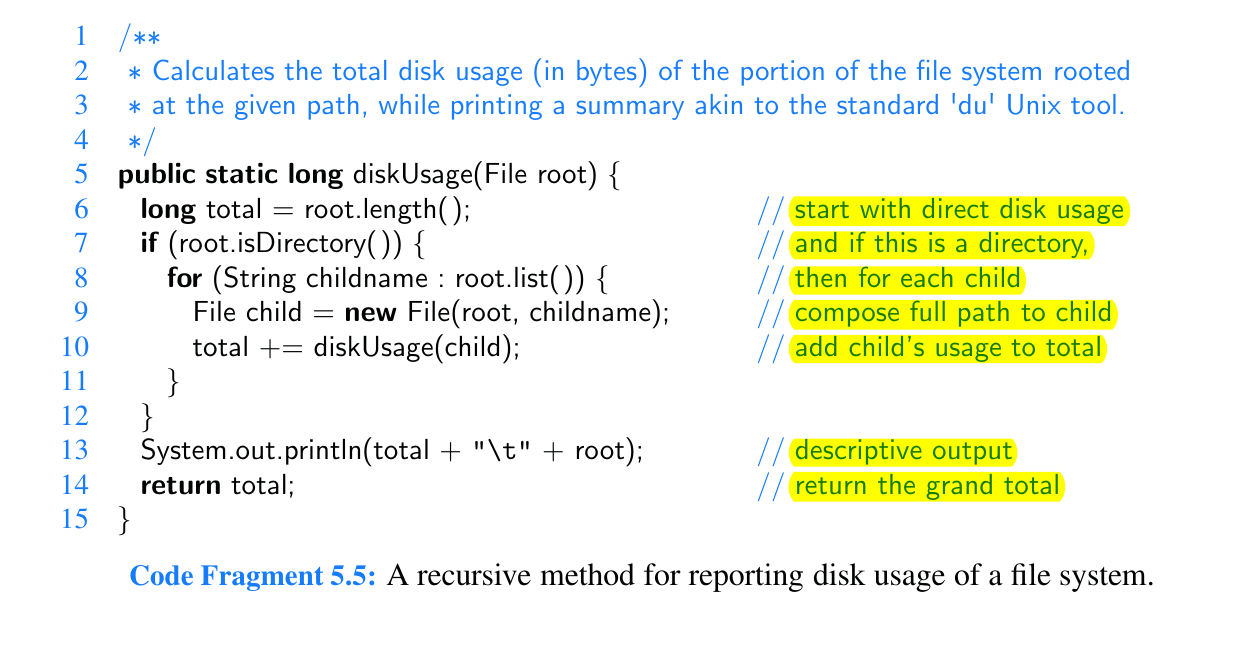 1 /**
2 * Calculates the total disk usage (in bytes) of the portion of the file system rooted
3 * at the given path, while printing a summary akin to the standard 'du' Unix tool.
4 */
5 public static long diskUsage(File root) {
6 long total = root.length(); // start with direct disk usage
7 if (root.isDirectory()) { // and if this is a directory,
8 for (String childname : root.list()) { // then for each child
9 File child = new File(root, childname); // compose full path to child
10 total += diskUsage(child); // add child's usage to total
11 }
12 }
13 System.out.println(total + "\t" + root); // descriptive output
14 return total; // return the grand total
15 }
Code Fragment 5.5: A recursive method for reporting disk usage of a file system.